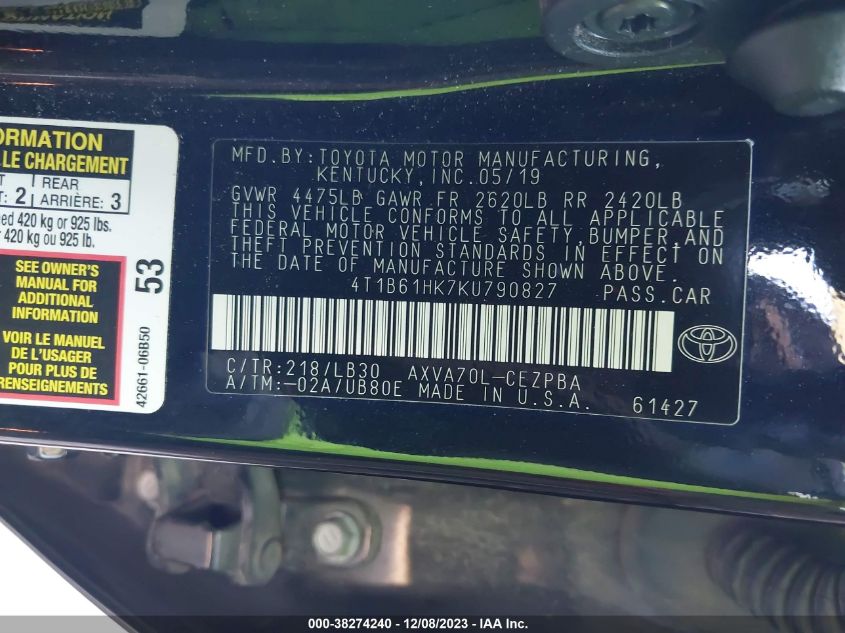 ORMATION
LE CHARGEMENT
REAR
2
ARRIÈRE:
3
ed 420 kg or 925 lbs.
420 kg ou 925 lb.
SEE OWNER'S
MANUAL FOR
ADDITIONAL
INFORMATION
VOIR LE MANUEL
DE L'USAGER
POUR PLUS DE
RENSEIGNEMENTS
53
42661-06B50
MFD.BY:TOYOTA MOTOR MANUFACTURING,
KENTUCKY, INC.05/19
GVWR 4475LB GAWR FR 2620LB RR 2420LB
THIS VEHICLE CONFORMS TO ALL APPLICABLE
FEDERAL MOTOR VEHICLE SAFETY,BUMPER,AND
THEFT PREVENTION STANDARDS IN EFFECT ON
THE DATE OF MANUFACTURE SHOWN ABOVE.
4T1B61HK7KU790827 PASS.CAR
C/TR:218/LB30 AXVA70L-CEZPBA
A/TM:-02A/UB80E MADE IN U.S.A. 61427
000-38274240 - 12/08/2023 - IAA Inc.